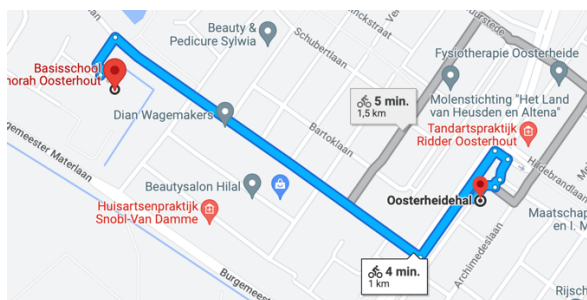 Beauty &
Pedicure Sylwia
Schubertlaan
Fysiotherapie Oosterheide
Basisschool
norah Oosterhout
5 min.
1,5 km
Molenstichting "Het Land
van Heusden en Altena"
Dian Wagemakers
Bartoklaan
Tandartspraktijk
Ridder Oosterhout
Burgemeester Materlaan
Hildebrandlaan
Beautysalon Hilal
Oosterheidehal
Huisartsenpraktijk
Snobl-Van Damme
Maatschap
en I. M
Archimedeslaan
4 min.
1 km
Burgemeester
Rijsch